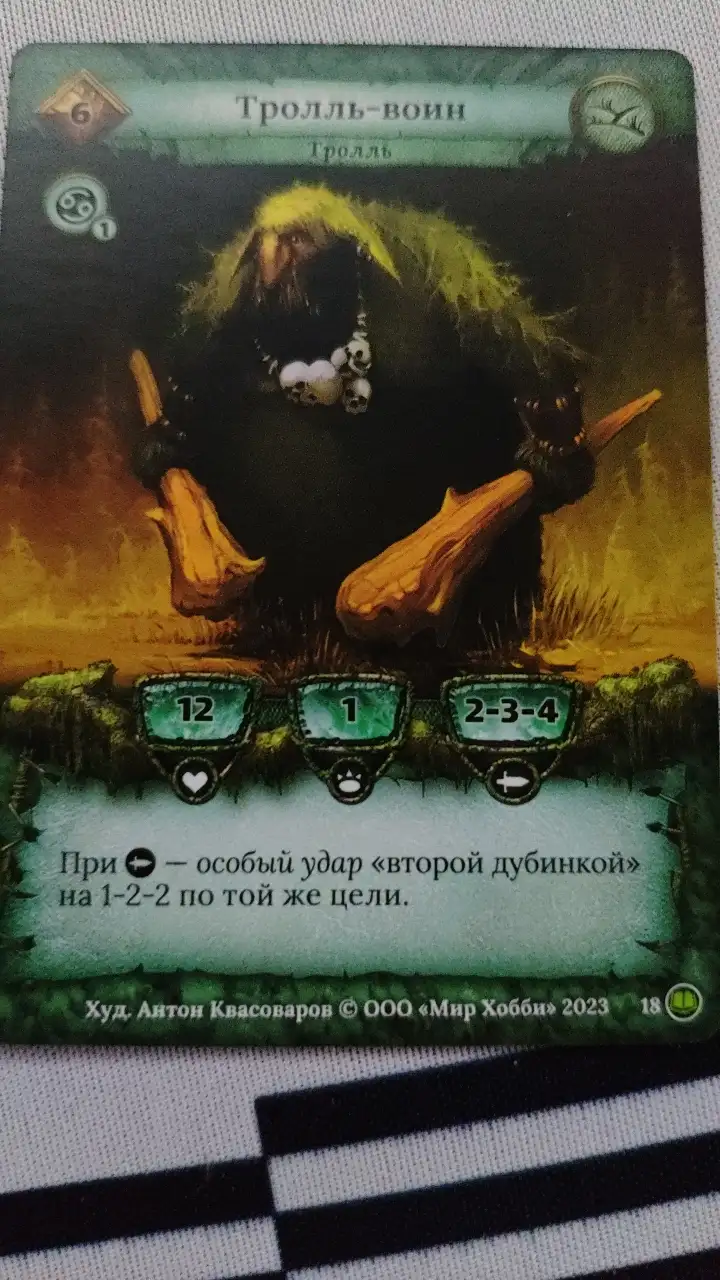 6
Тролль-воин
Тролль
1
12
1
2-3-4
При — особый удар «второй дубинкой»
на 1-2-2 по той же цели.
Худ. Антон Квасоваров © ООО «Мир Хобби» 2023
18